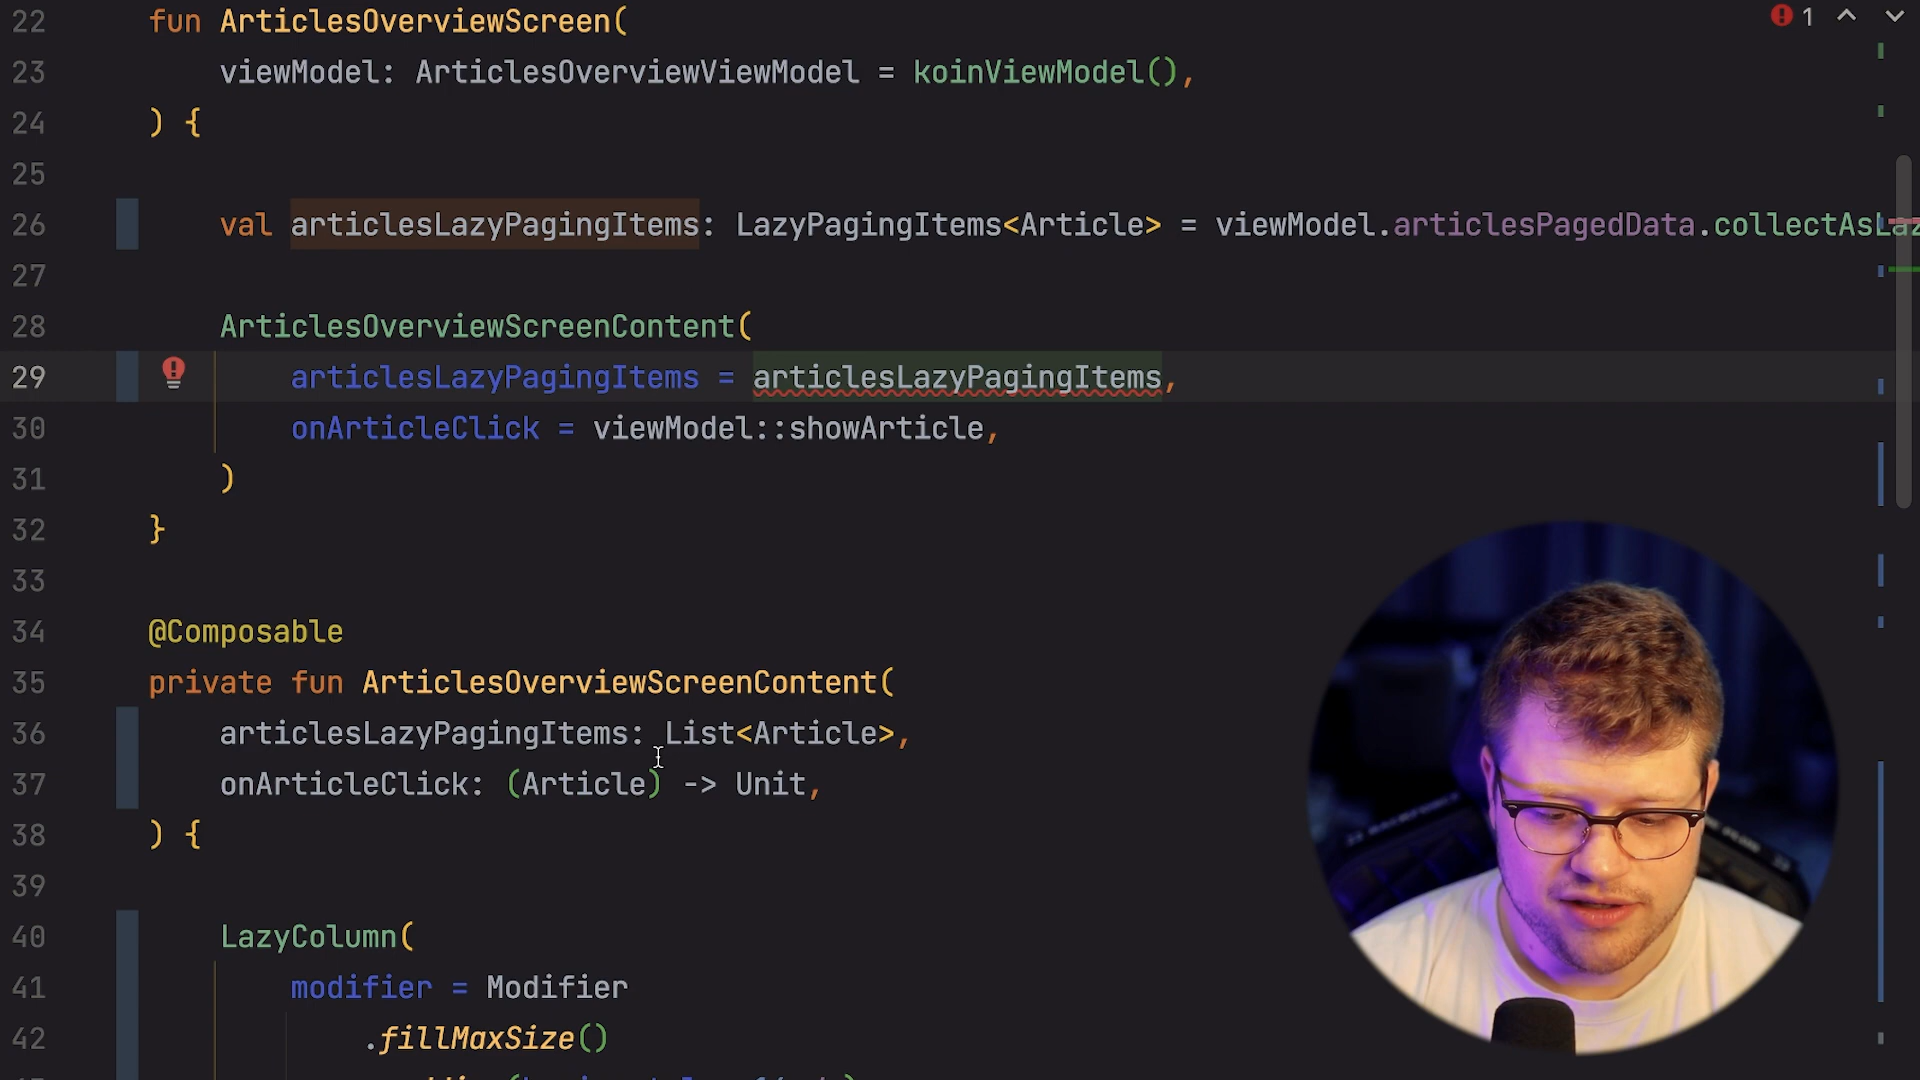 22 fun ArticlesOverviewScreen(
23 viewModel: ArticlesOverviewViewModel = koinViewModel(),
24 ) {
25
26 val articlesLazyPagingItems: LazyPagingItems<Article> = viewModel.articlesPagedData.collectAsLaz
27
28 ArticlesOverviewScreenContent(
29 articlesLazyPagingItems = articlesLazyPagingItems,
30 onArticleClick = viewModel::showArticle,
31 )
32 }
33
34 @Composable
35 private fun ArticlesOverviewScreenContent(
36 articlesLazyPagingItems: List<Article>,
37 onArticleClick: (Article) -> Unit,
38 ) {
39
40 LazyColumn(
41 modifier = Modifier
42 .fillMaxSize()
1